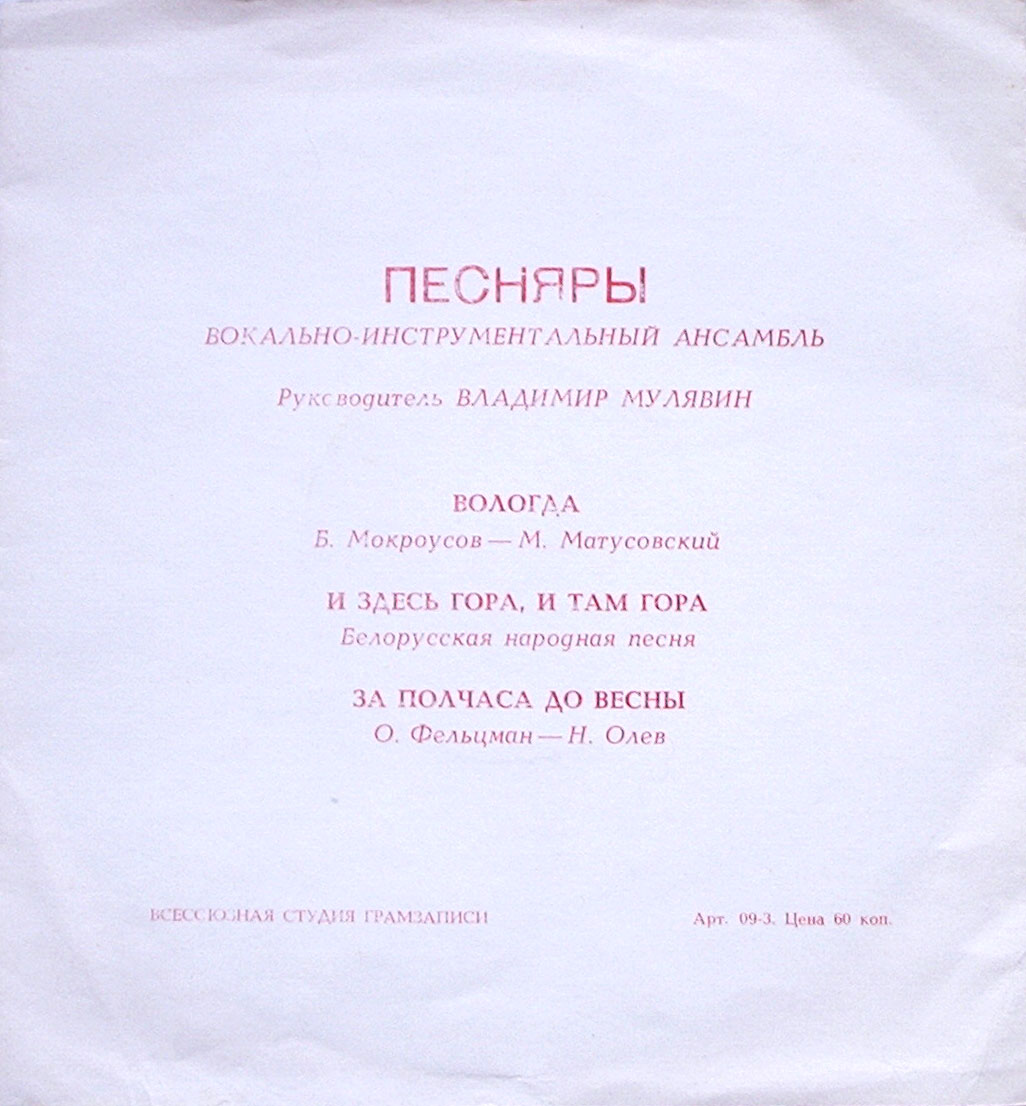 ПЕСНЯРЫ
ВОКАЛЬНО-ИНСТРУМЕНТАЛЬНЫЙ АНСАМБЛЬ
Руководитель ВЛАДИМИР МУЛЯВИН
ВОЛОГДА
Б. Мокроусов — М. Матусовский
И ЗДЕСЬ ГОРА, И ТАМ ГОРА
Белорусская народная песня
ЗА ПОЛЧАСА ДО ВЕСНЫ
О. Фельцман — Н. Олев
ВСЕСОЮЗНАЯ СТУДИЯ ГРАМЗАПИСИ
Арт. 09-3. Цена 60 коп.